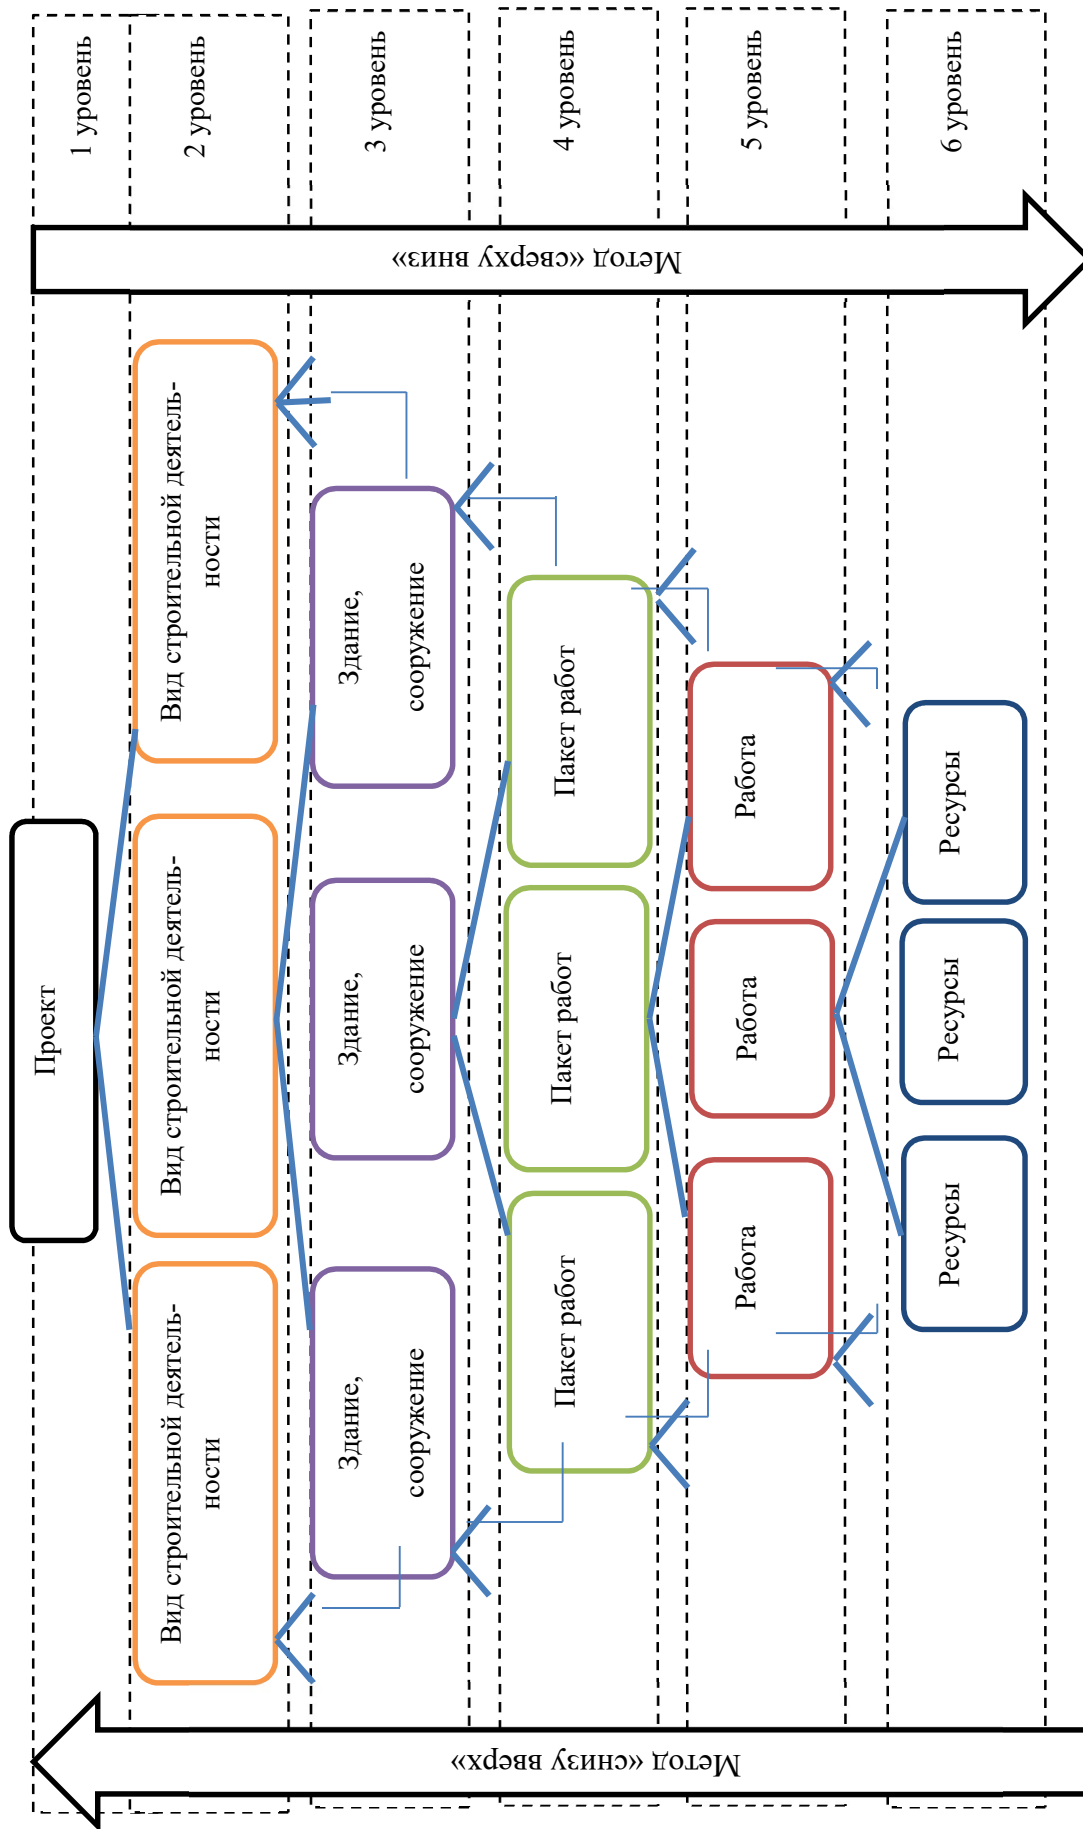 Проект
1 уровень
Вид строительной деятель-
ности
Вид строительной деятель-
ности
Вид строительной деятель-
ности
2 уровень
Здание,
сооружение
Здание,
сооружение
Здание,
сооружение
3 уровень
Пакет работ
Пакет работ
Пакет работ
4 уровень
Работа
Работа
Работа
5 уровень
Ресурсы
Ресурсы
Ресурсы
6 уровень
Метод «снизу вверх»
Метод «сверху вниз»